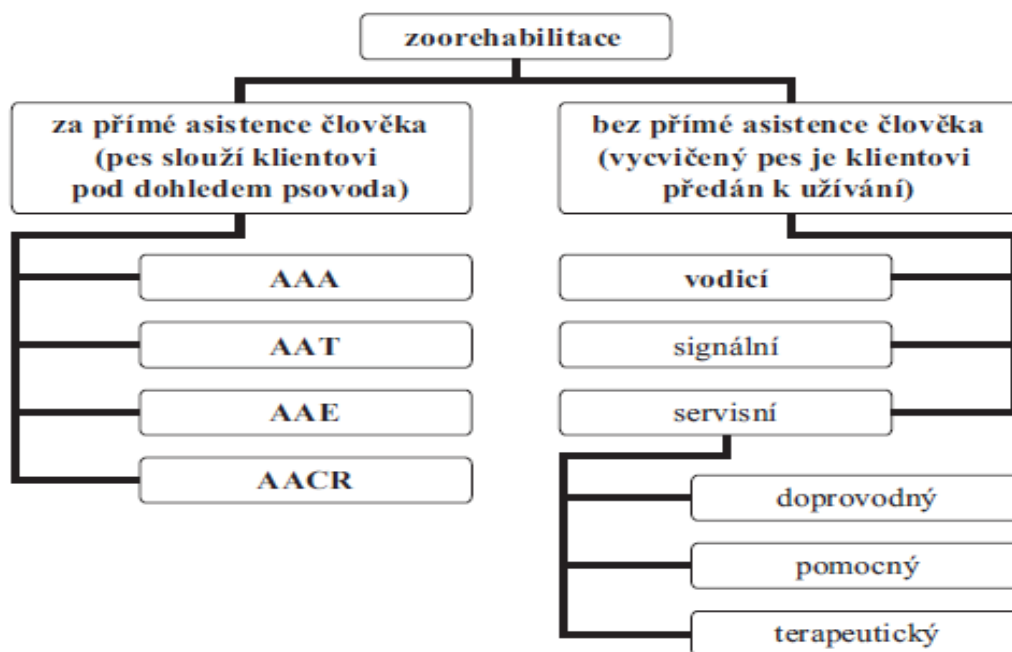 zoorehabilitace
za přímé asistence člověka
(pes slouží klientovi
pod dohledem psovoda)
AAA
AAT
AAE
AACR
bez přímé asistence člověka
(vycvičený pes je klientovi
předán k užívání)
vodicí
signální
servisní
doprovodný
pomocný
terapeutický